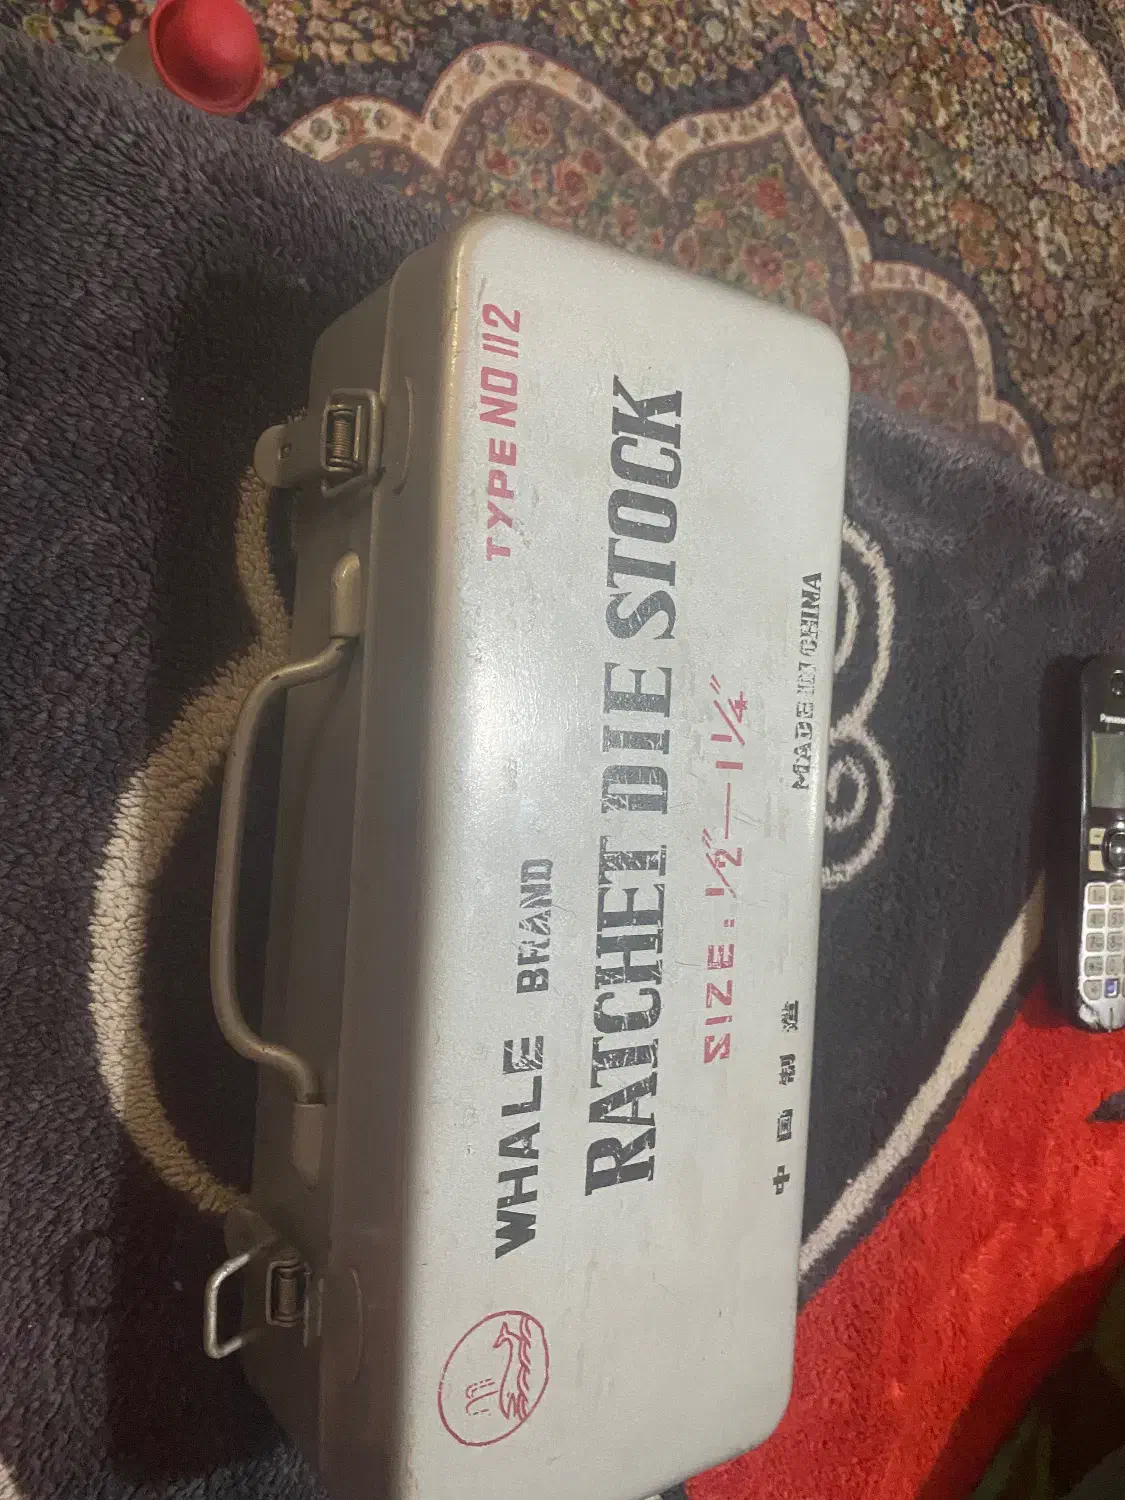 TYPE NO 112
WHALE BRAND
RATCHET DIE STOCK
SIZE: 1/2"—1 1/4"
中国制造 MADE IN CHINA